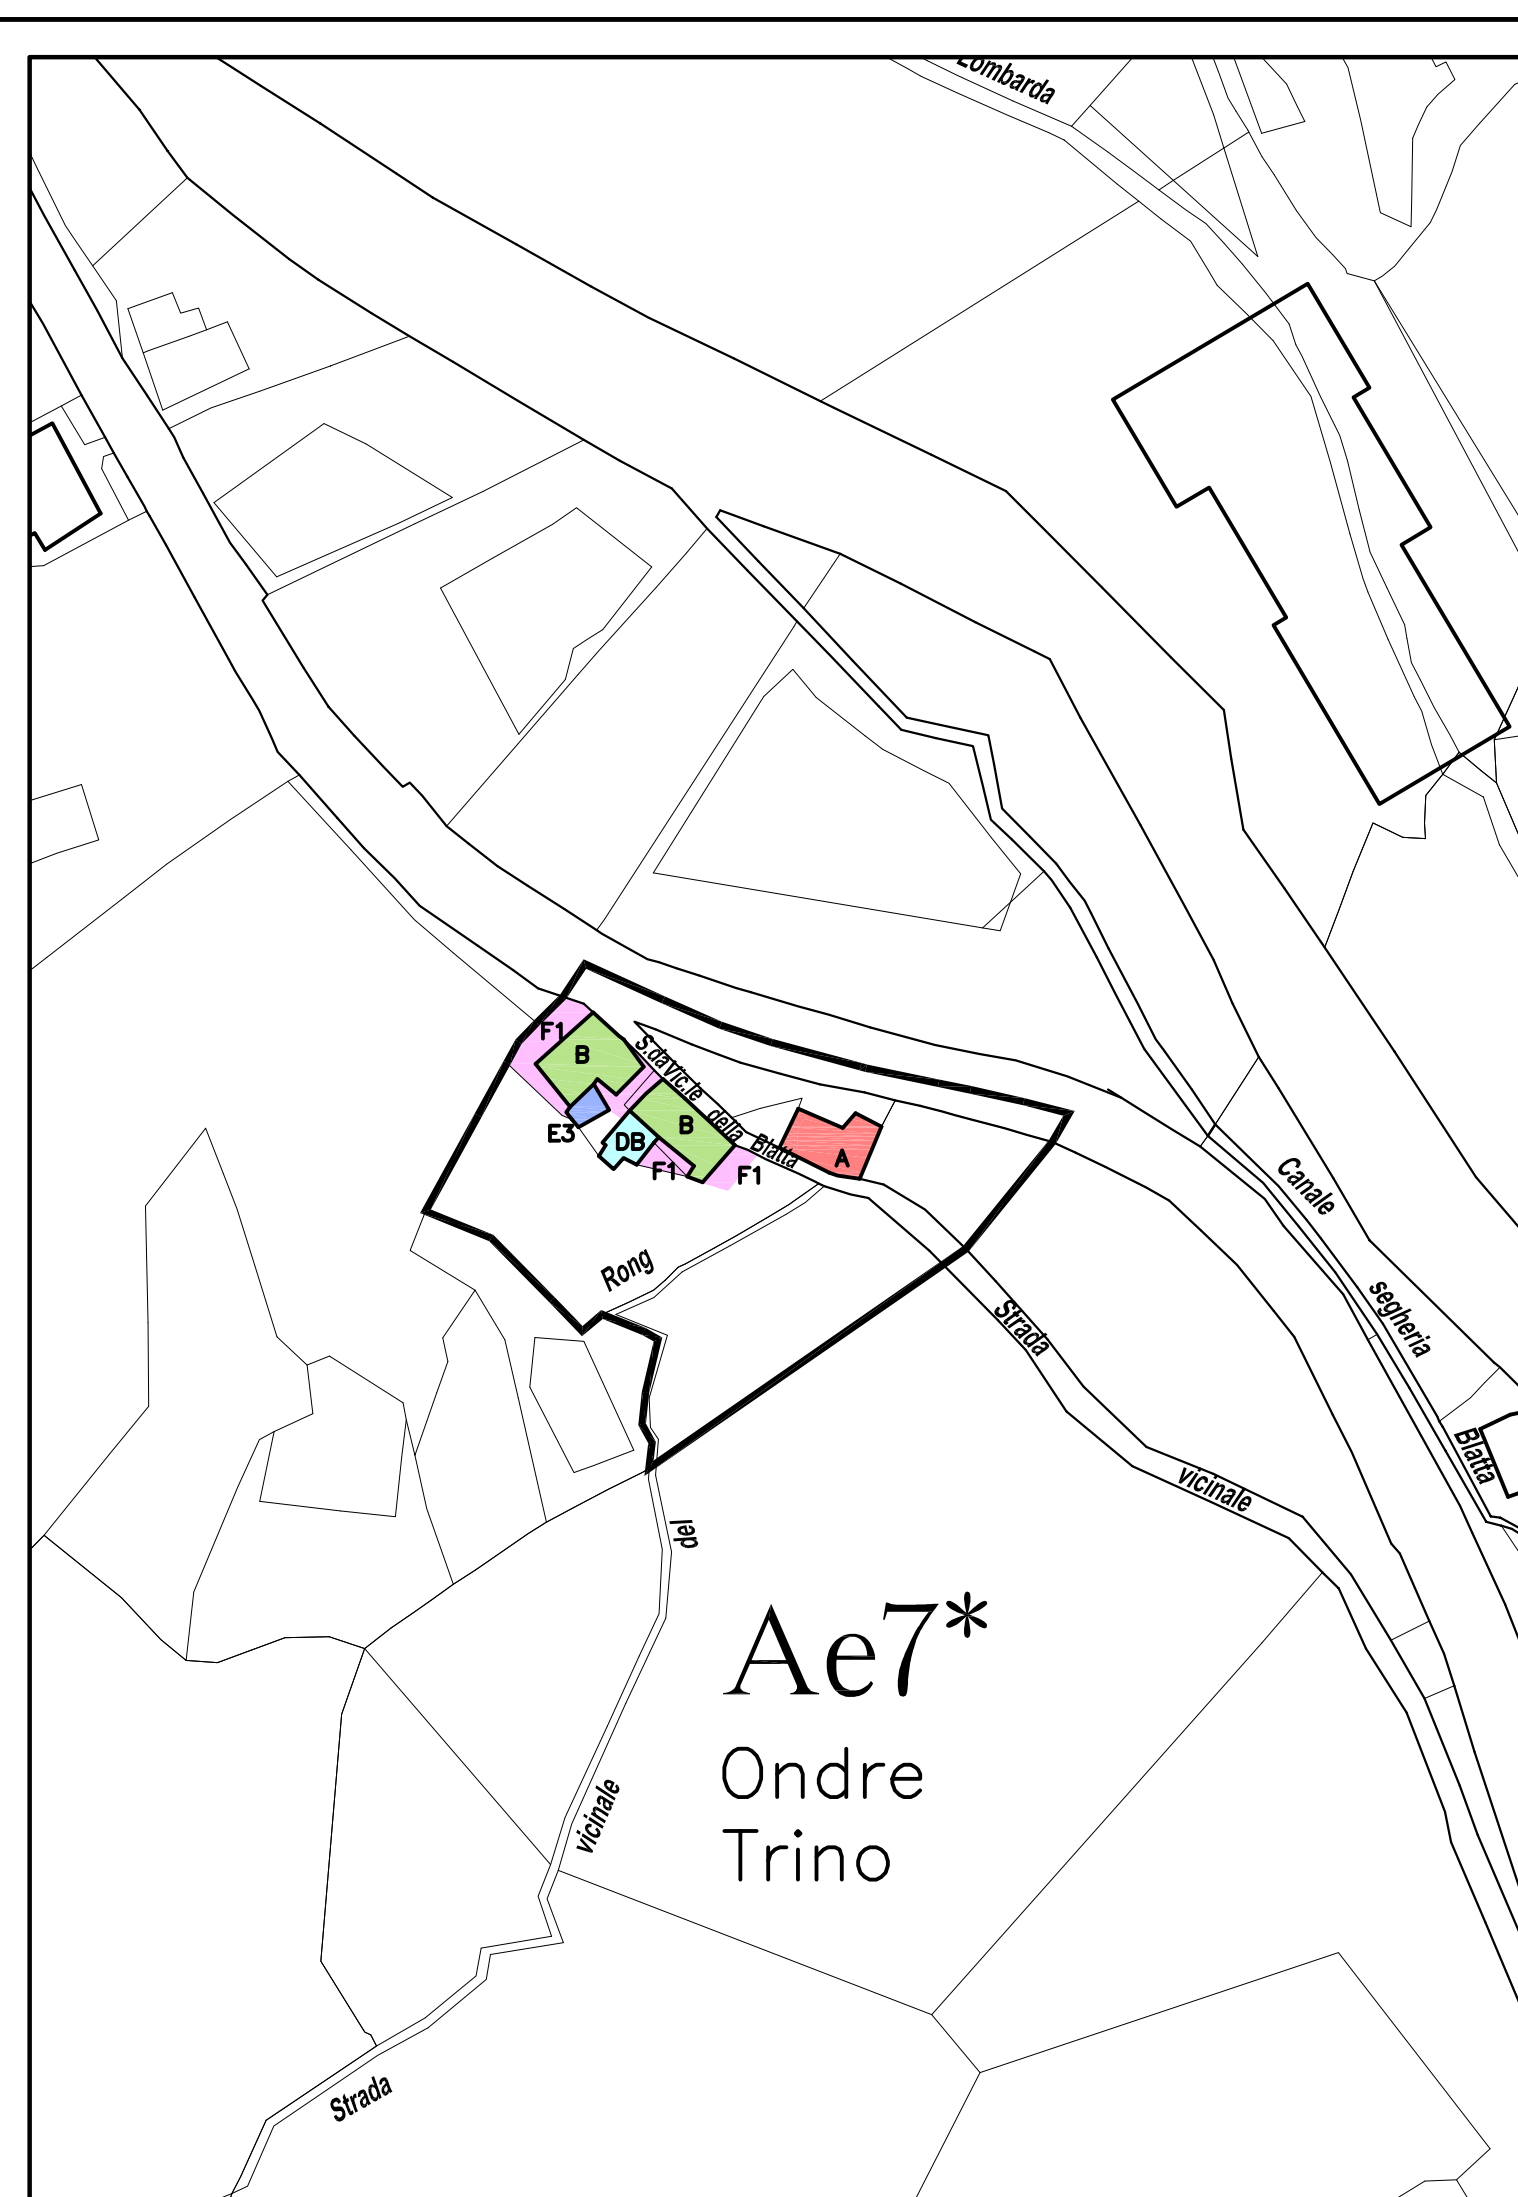 Lombarda
F1
B
S.da Vic.le della Blatta
B
E3
DB
F1
F1
A
Canale
segheria
Blatta
Rong
Strada
vicinale
del
Ae7*
Ondre
Trino
vicinale
Strada